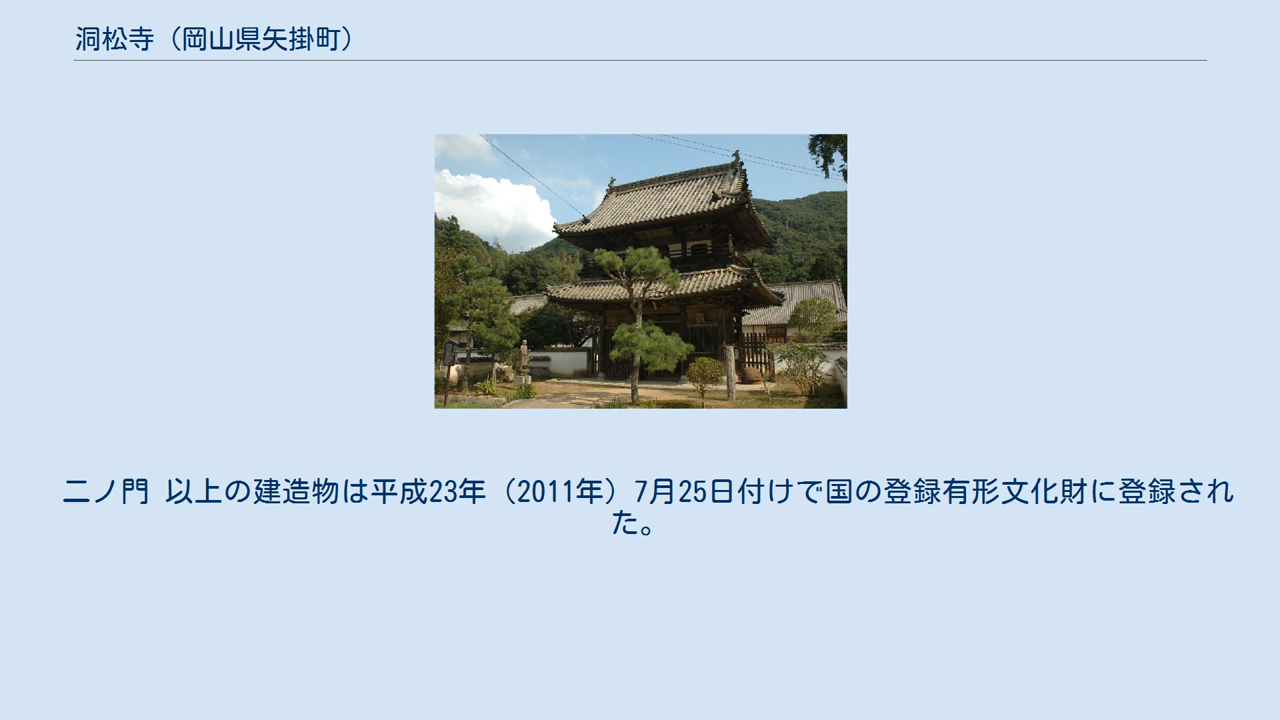 洞松寺（岡山県矢掛町）
二ノ門 以上の建造物は平成23年（2011年）7月25日付けで国の登録有形文化財に登録され
た。